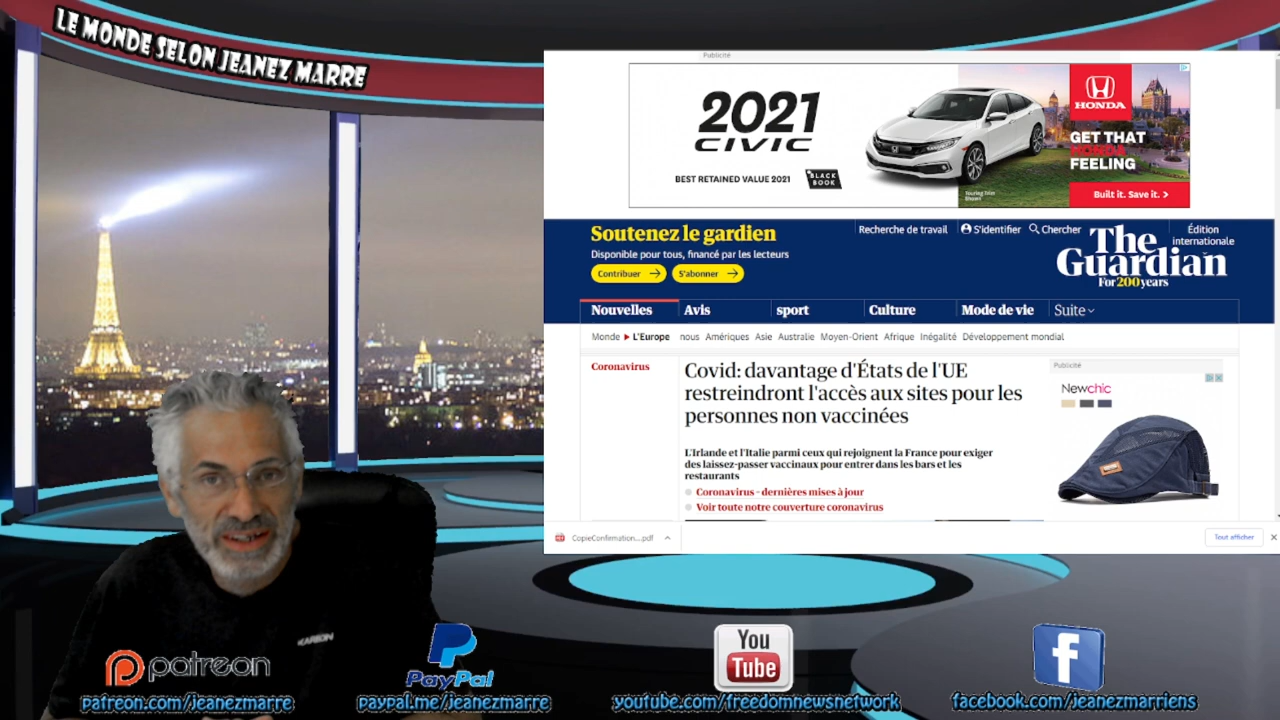 LE MONDE SELON JEANEZ MARRE
Publicité
2021
CIVIC
BEST RETAINED VALUE 2021
BLACK
BOOK
Touring Trim
Shown
HONDA
GET THAT
HONDA
FEELING
Built it. Save it. >
Soutenez le gardien
Disponible pour tous, financé par les lecteurs
Contribuer →
S'abonner →
Recherche de travail
S'identifier
Chercher
Édition
internationale
The
Guardian
For 200 years
Nouvelles
Avis
sport
Culture
Mode de vie
Suite
Monde ▶ L'Europe nous Amériques Asie Australie Moyen-Orient Afrique Inégalité Développement mondial
Coronavirus
Covid: davantage d'États de l'UE
restreindront l'accès aux sites pour les
personnes non vaccinées
L'Irlande et l'Italie parmi ceux qui rejoignent la France pour exiger
des laissez-passer vaccinaux pour entrer dans les bars et les
restaurants
Coronavirus - dernières mises à jour
Voir toute notre couverture coronavirus
Publicité
Newchic
CopieConfirmation....pdf
Tout afficher
KARBON
patreon
patreon.com/jeanezmarre
PayPal
paypal.me/jeanezmarre
You
Tube
youtube.com/freedomnewsnetwork
f
facebook.com/jeanezmarriens